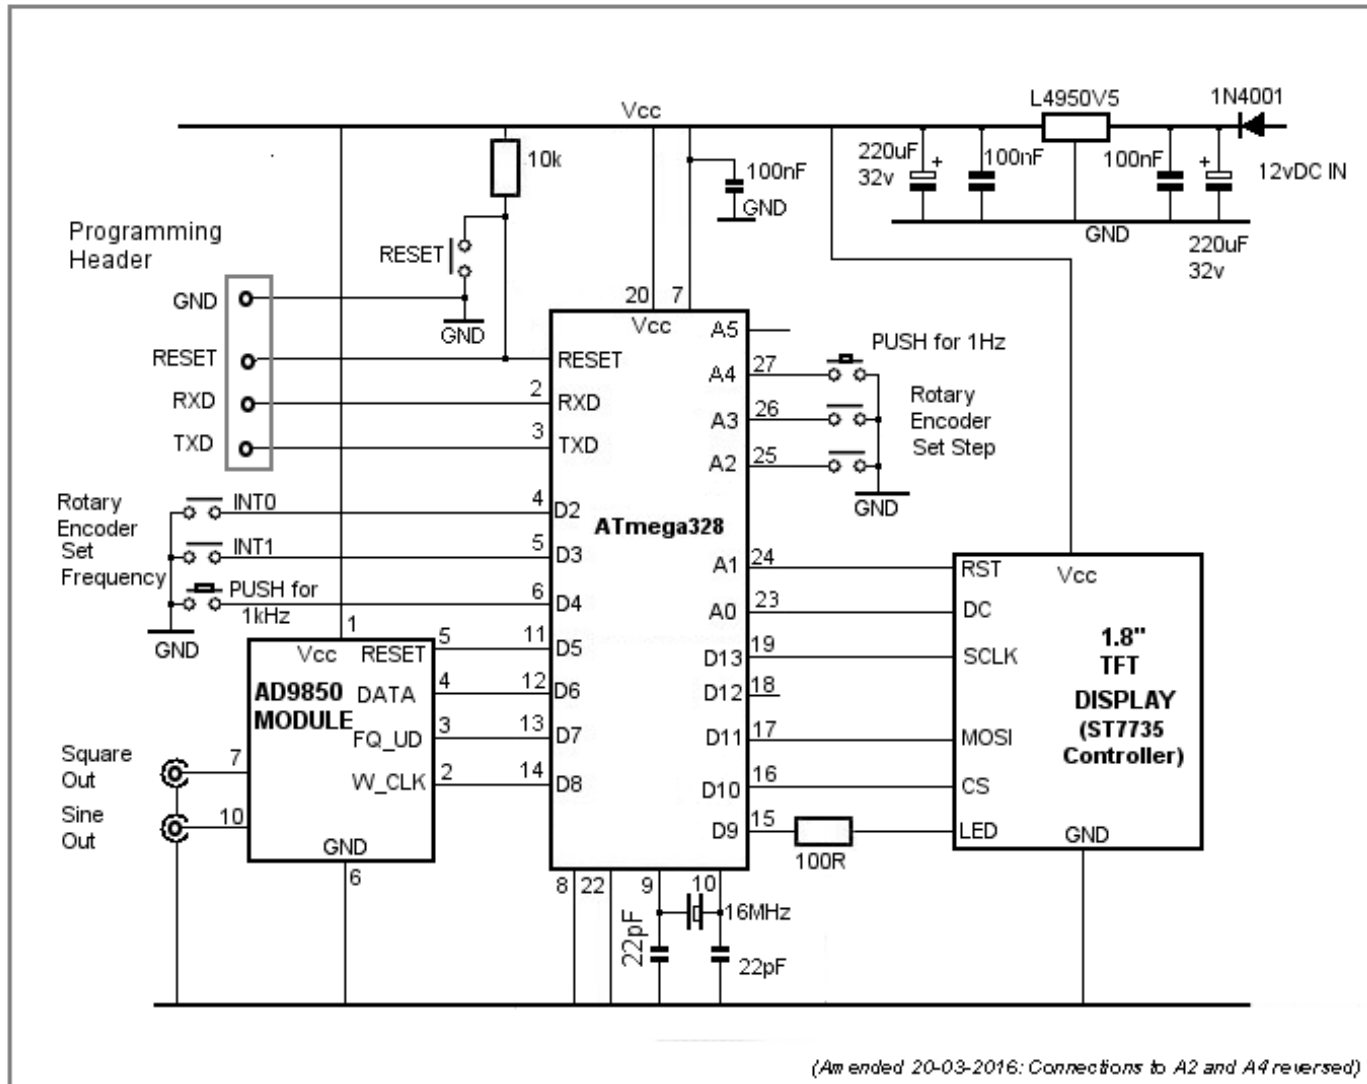 Vcc
L4950V5
1N4001
10k
100nF
GND
220uF
32v
+
100nF
100nF
+
12vDC IN
GND
220uF
32v
Programming
Header
RESET
GND
GND
RESET
RXD
TXD
20
7
Vcc
RESET
2
RXD
3
TXD
A5
PUSH for 1Hz
A4
27
A3
26
A2
25
Rotary
Encoder
Set Step
GND
Rotary
Encoder
Set
Frequency
INT0
4
D2
INT1
5
D3
PUSH for
1kHz
6
D4
GND
ATmega328
1
Vcc
RESET
5
11
D5
AD9850
MODULE
DATA
4
12
D6
FQ_UD
3
13
D7
W_CLK
2
14
D8
Square
Out
7
Sine
Out
10
GND
6
A1
24
RST
Vcc
A0
23
DC
D13
19
SCLK
D12
18
D11
17
MOSI
D10
16
CS
D9
15
100R
LED
GND
1.8"
TFT
DISPLAY
(ST7735
Controller)
8
22
9
10
16MHz
22pF
22pF
(Amended 20-03-2016: Connections to A2 and A4 reversed)